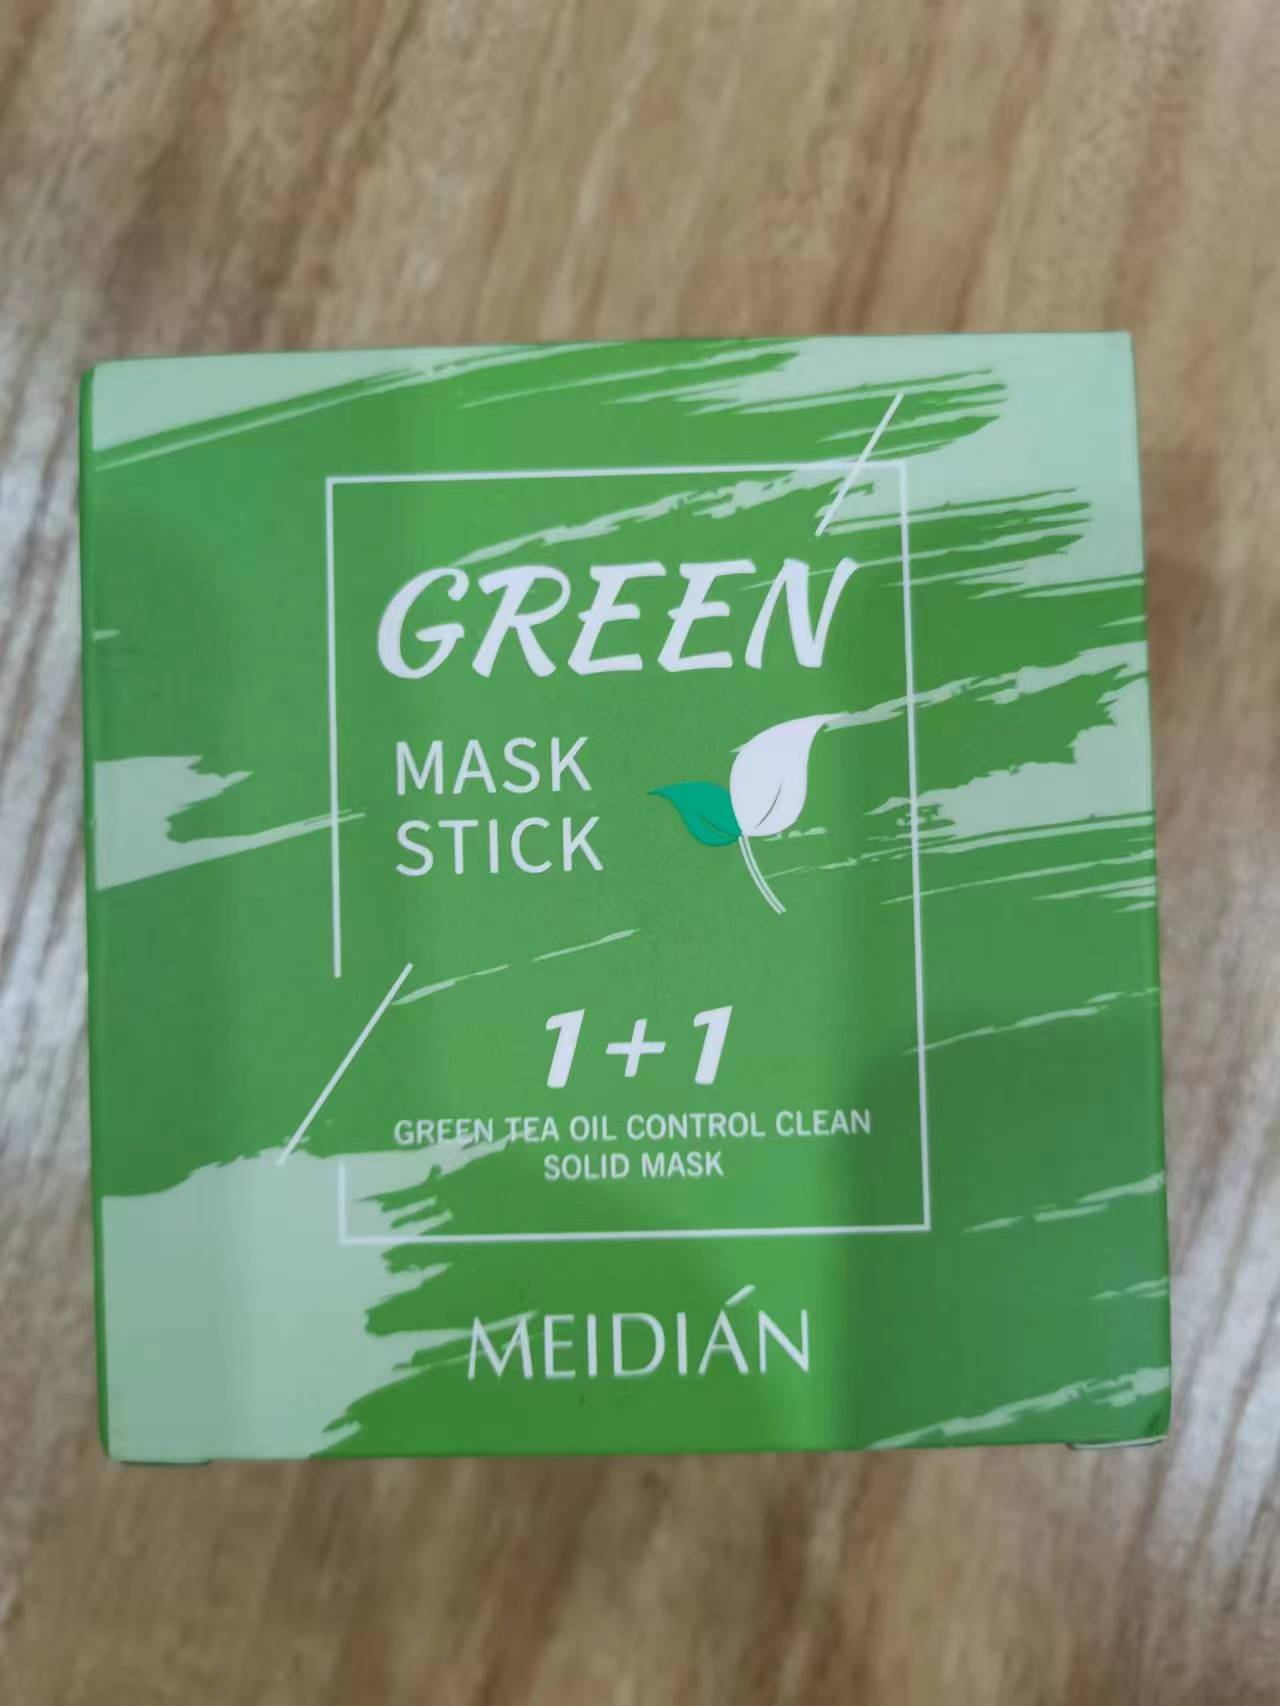 GREEN
MASK
STICK
1+1
GREEN TEA OIL CONTROL CLEAN
SOLID MASK
MEIDIÁN